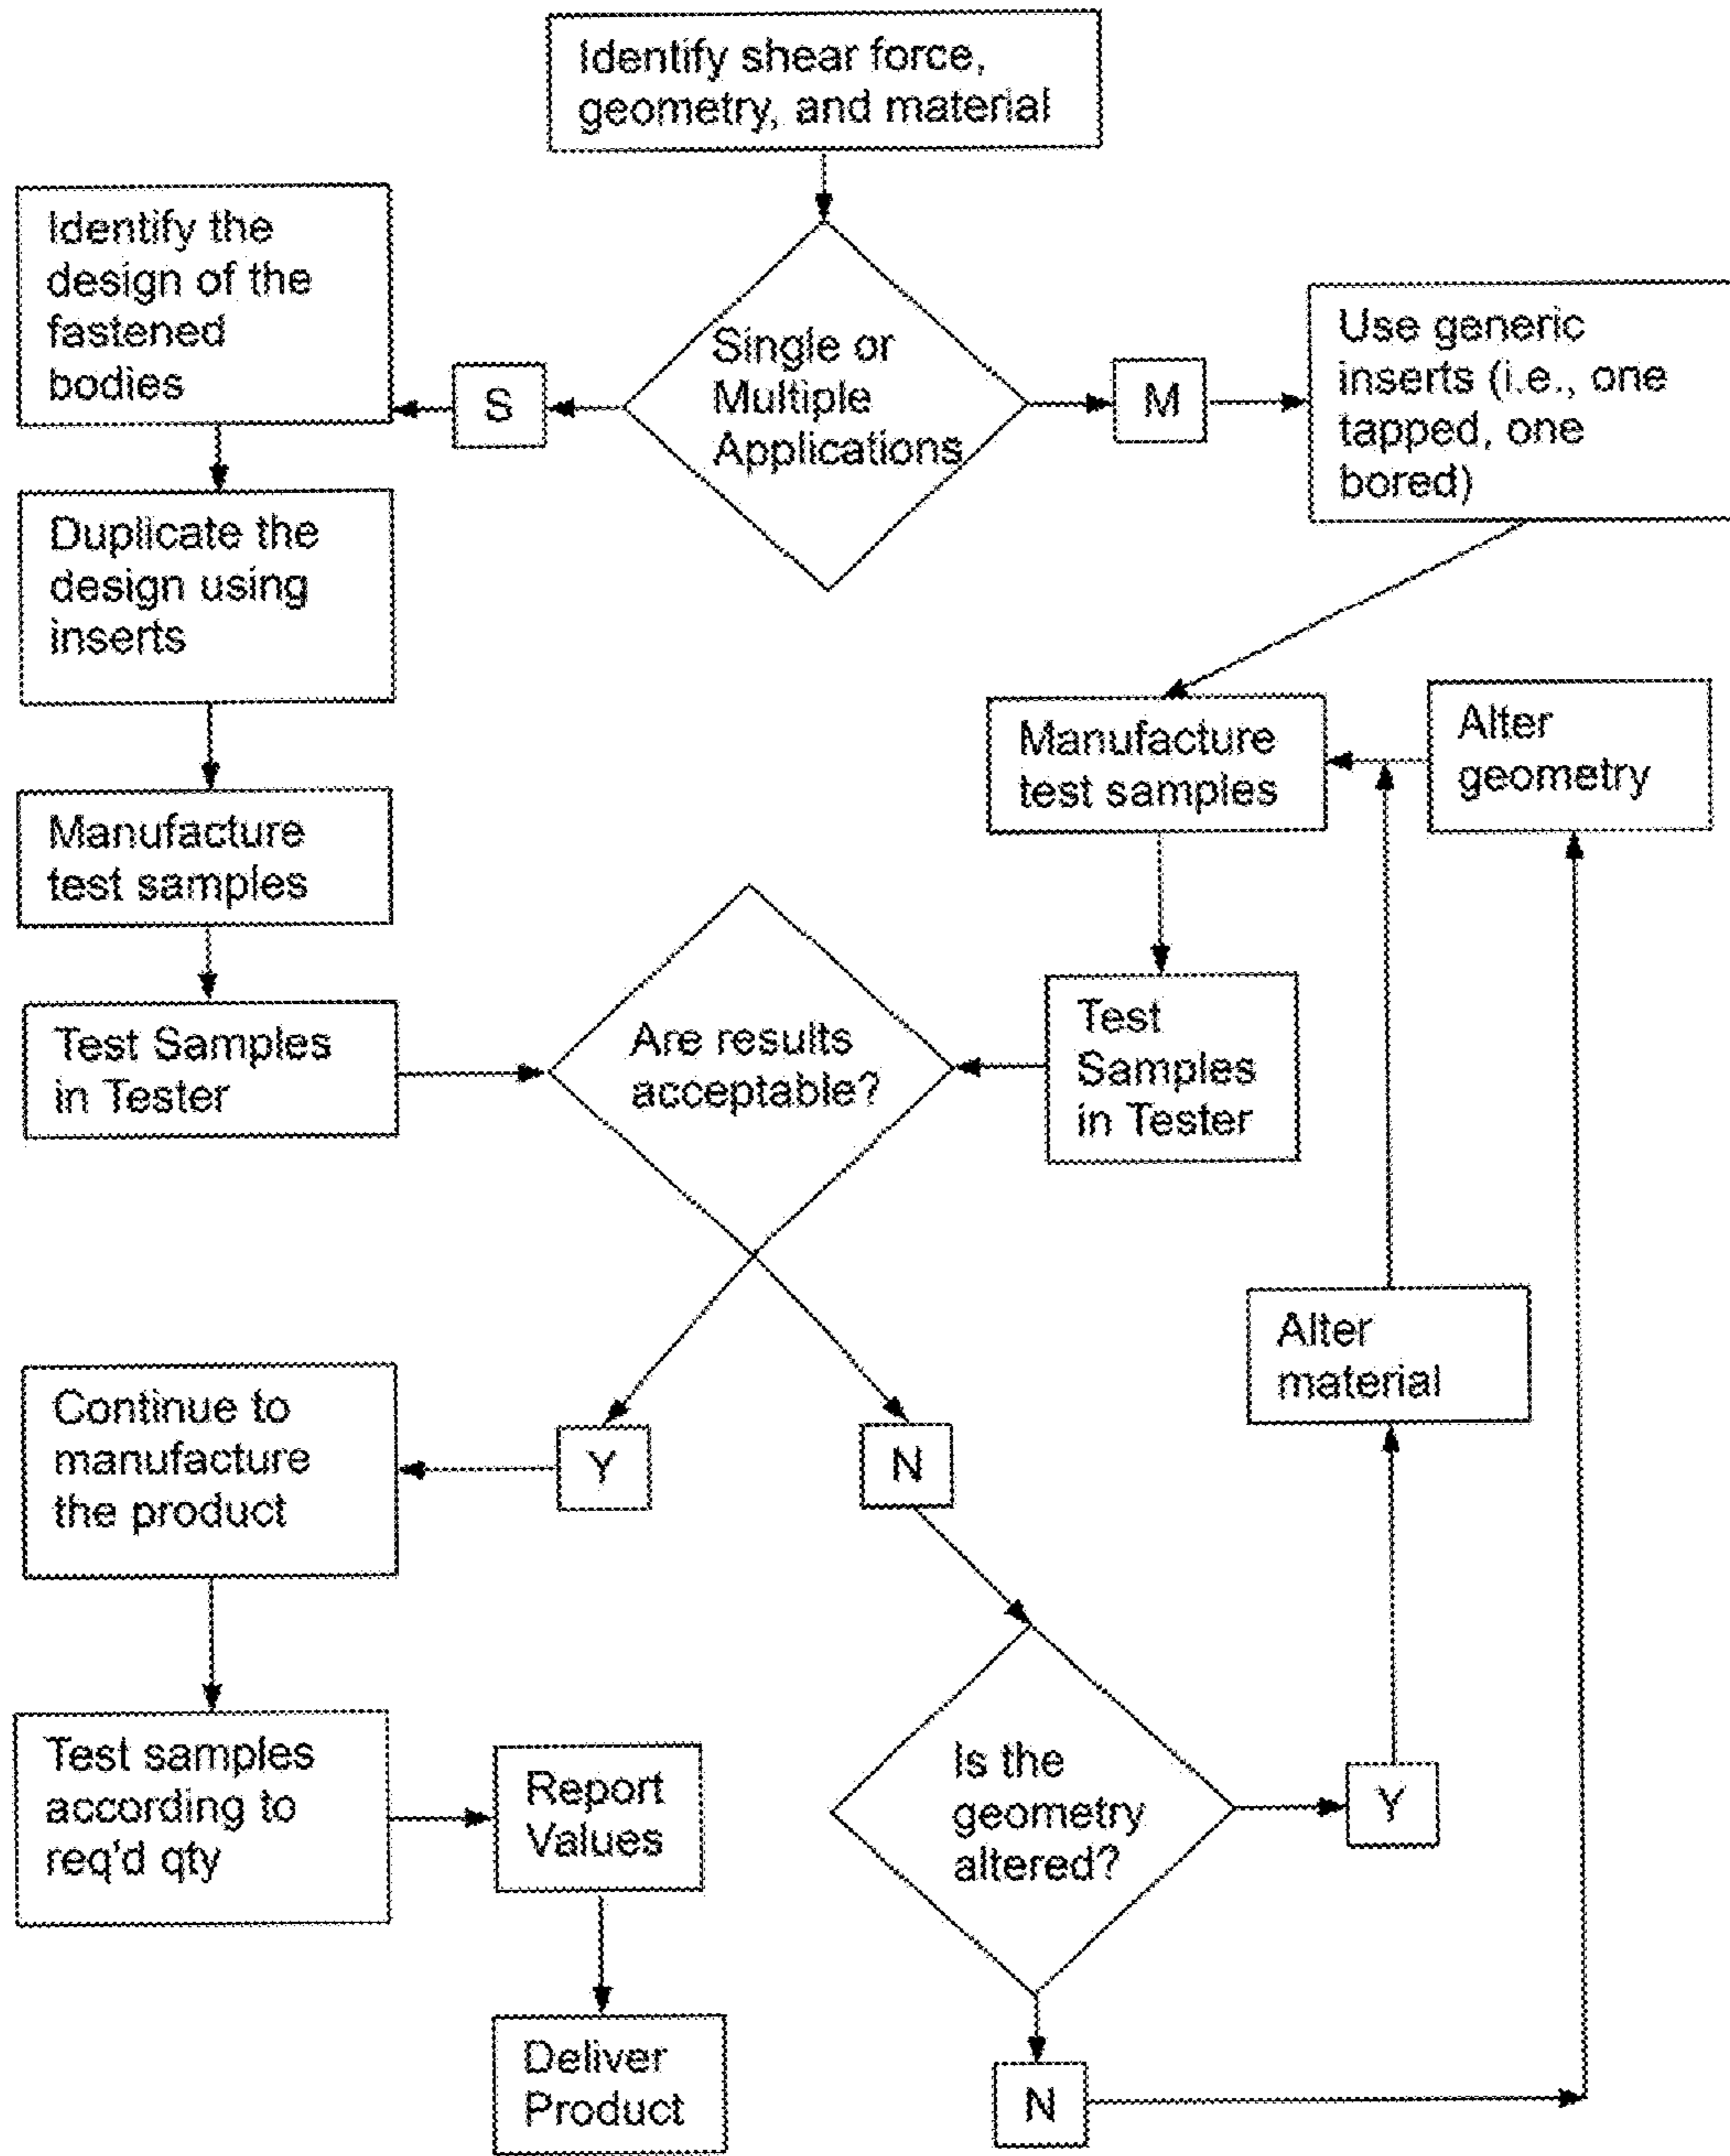 Identify shear force,
geometry, and material
Identify the
design of the
fastened
bodies
S
Single or
Multiple
Applications
M
Use generic
inserts (i.e., one
tapped, one
bored)
Duplicate the
design using
inserts
Manufacture
test samples
Alter
geometry
Manufacture
test samples
Test Samples
in Tester
Are results
acceptable?
Test
Samples
in Tester
Alter
material
Continue to
manufacture
the product
Y
N
Test samples
according to
req'd qty
Report
Values
Is the
geometry
altered?
Y
Deliver
Product
N